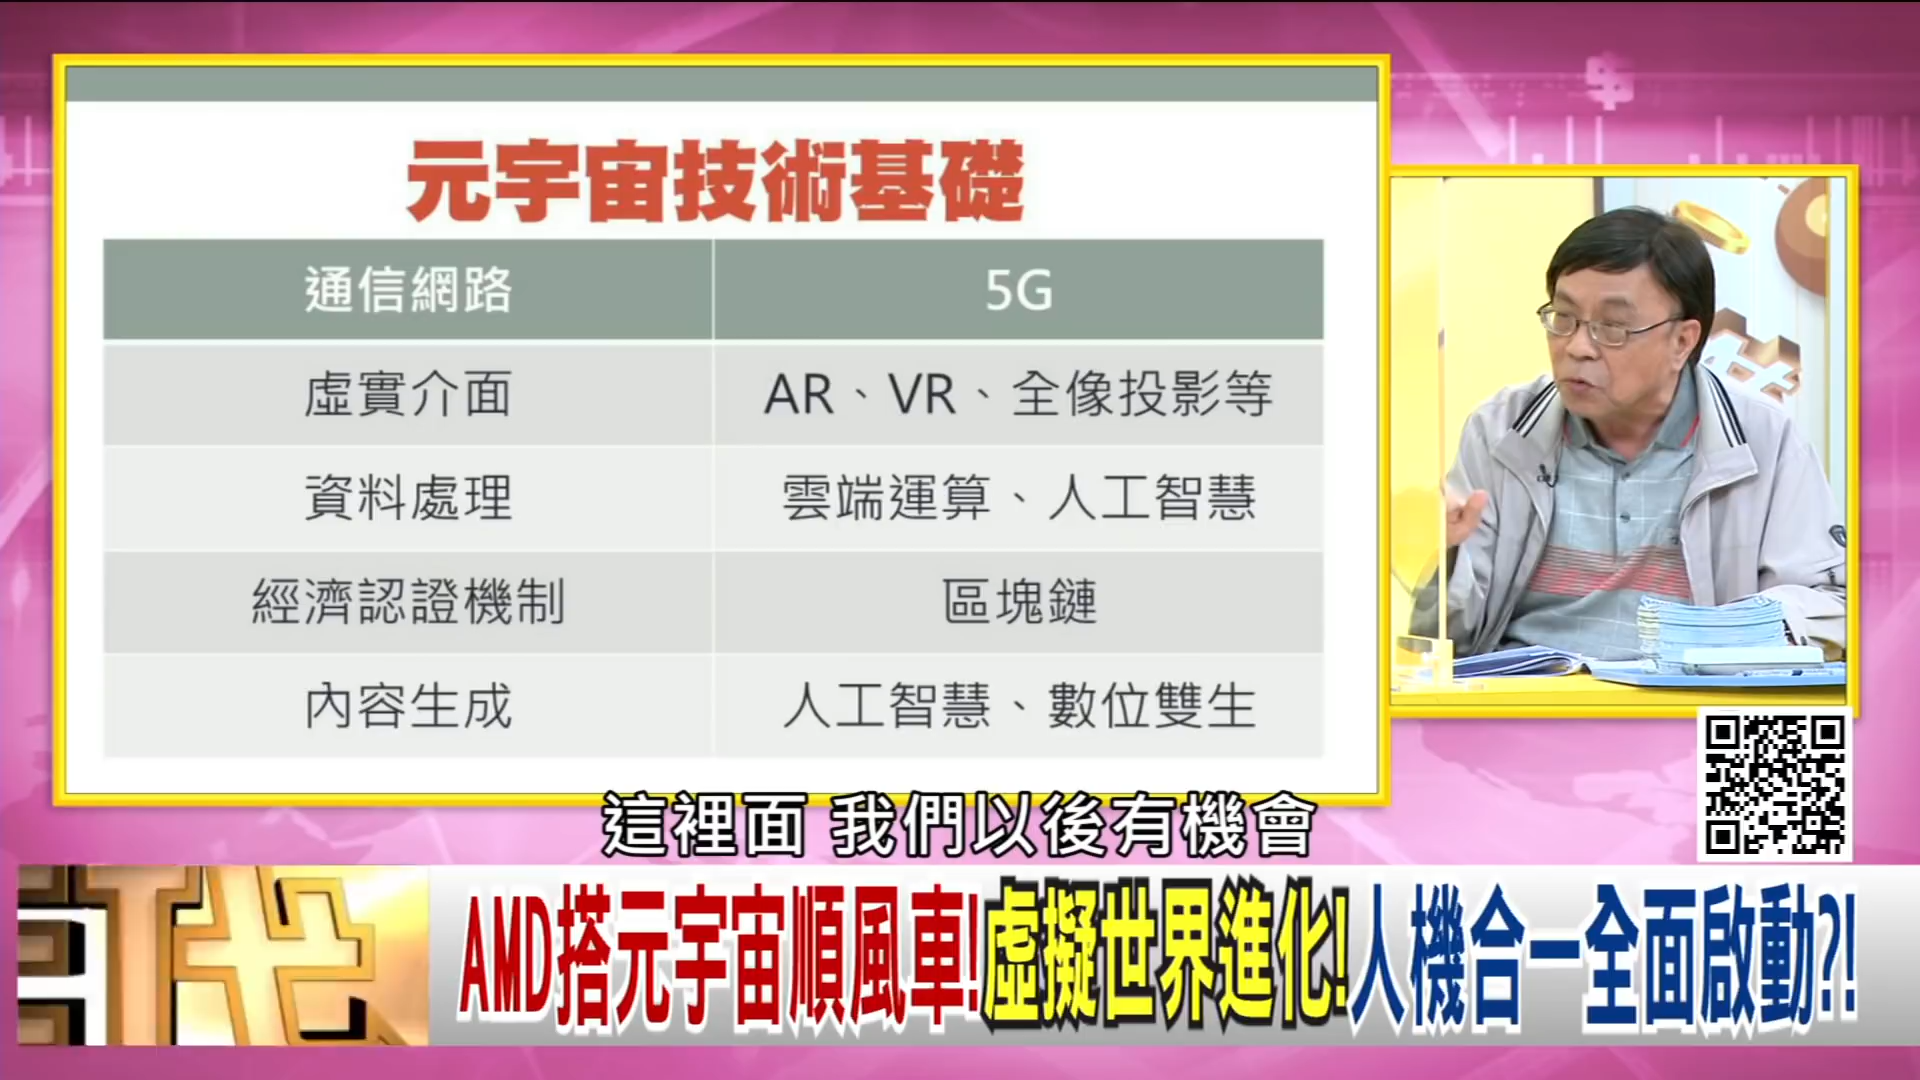 元宇宙技術基礎
通信網路 5G
虛實介面 AR、VR、全像投影等
資料處理 雲端運算、人工智慧
經濟認證機制 區塊鏈
內容生成 人工智慧、數位雙生
這裡面 我們以後有機會
AMD搭元宇宙順風車!虛擬世界進化!人機合一全面啟動?!